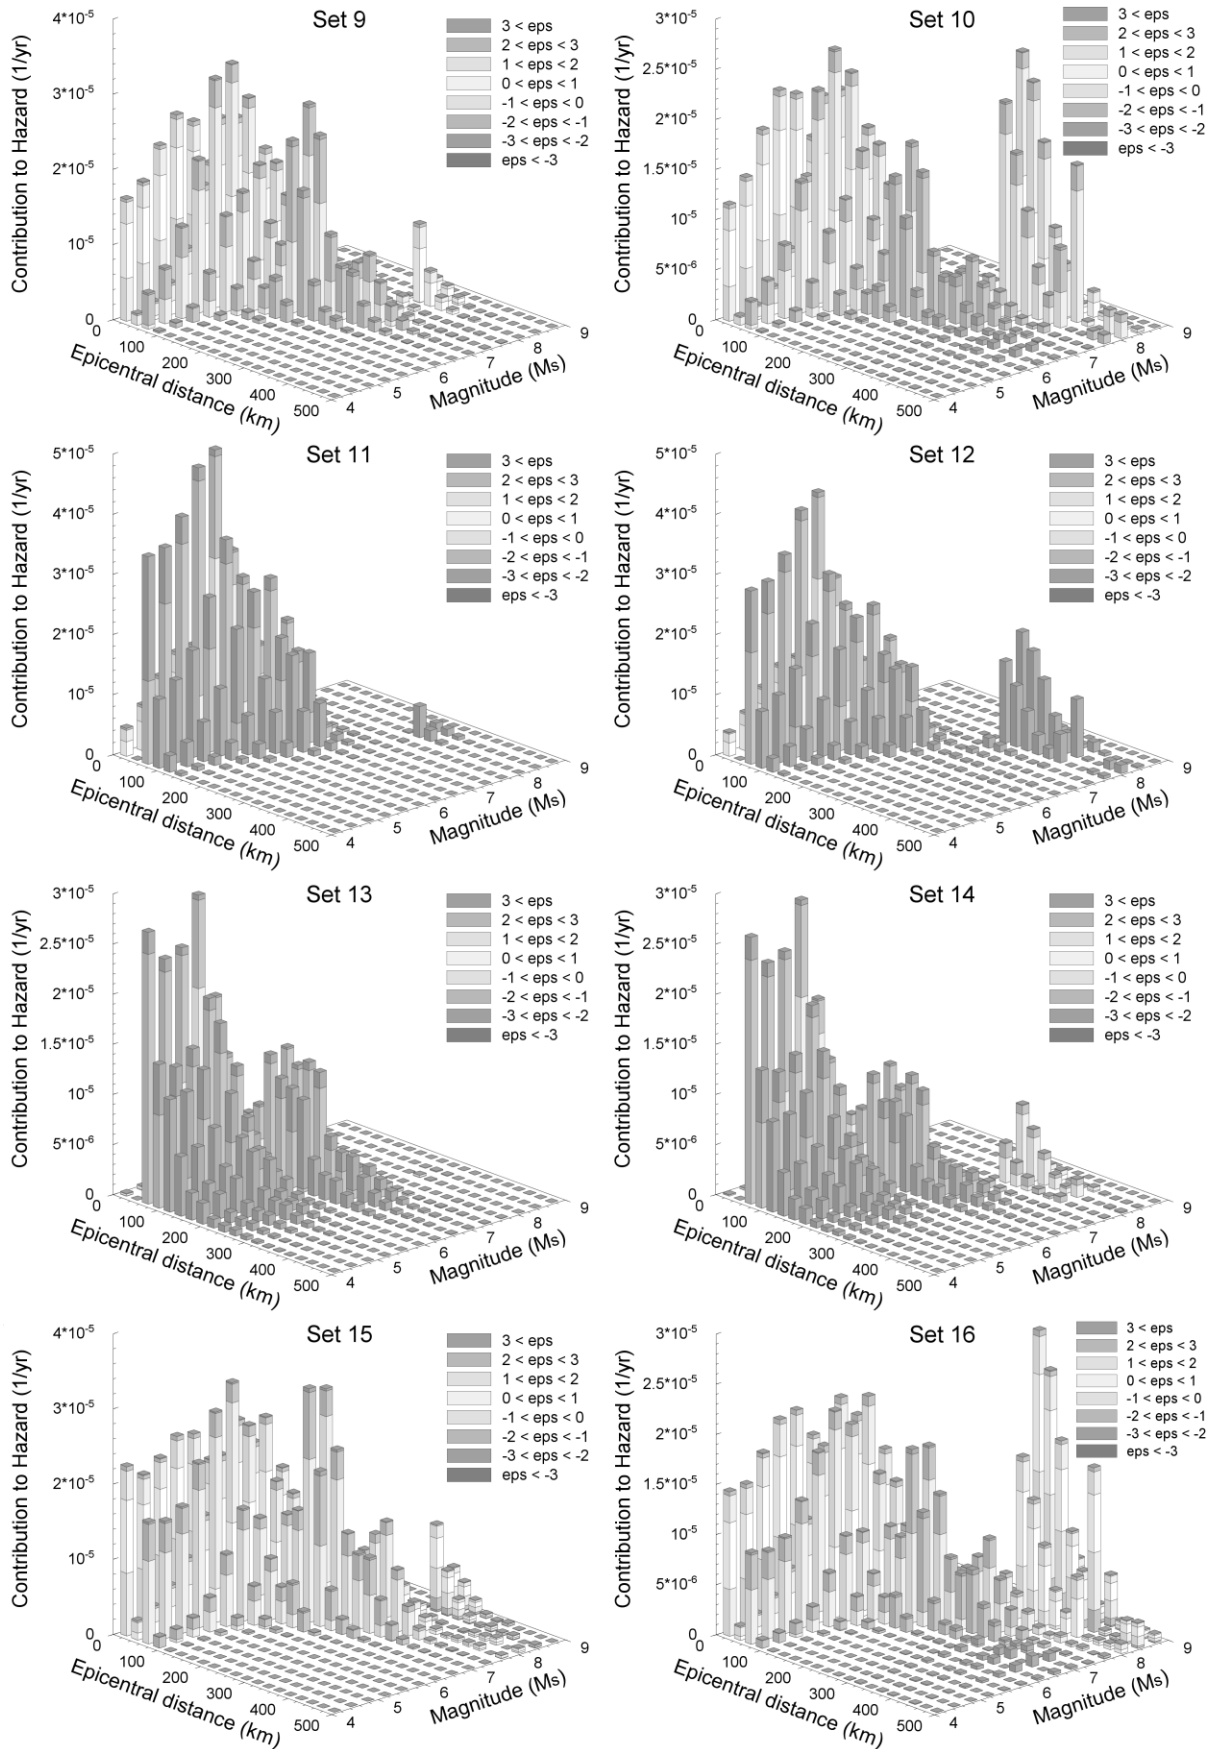 Set 9
Contribution to Hazard (1/yr)
4*10-5
3*10-5
2*10-5
10-5
0
0
100
200
300
400
500
Epicentral distance (km)
4
5
6
7
8
9
Magnitude (Ms)
3 < eps
2 < eps < 3
1 < eps < 2
0 < eps < 1
-1 < eps < 0
-2 < eps < -1
-3 < eps < -2
eps < -3
Set 10
Contribution to Hazard (1/yr)
3*10-5
2.5*10-5
2*10-5
1.5*10-5
10-5
5*10-6
0
0
100
200
300
400
500
Epicentral distance (km)
4
5
6
7
8
9
Magnitude (Ms)
3 < eps
2 < eps < 3
1 < eps < 2
0 < eps < 1
-1 < eps < 0
-2 < eps < -1
-3 < eps < -2
eps < -3
Set 11
Contribution to Hazard (1/yr)
5*10-5
4*10-5
3*10-5
2*10-5
10-5
0
0
100
200
300
400
500
Epicentral distance (km)
4
5
6
7
8
9
Magnitude (Ms)
3 < eps
2 < eps < 3
1 < eps < 2
0 < eps < 1
-1 < eps < 0
-2 < eps < -1
-3 < eps < -2
eps < -3
Set 12
Contribution to Hazard (1/yr)
5*10-5
4*10-5
3*10-5
2*10-5
10-5
0
0
100
200
300
400
500
Epicentral distance (km)
4
5
6
7
8
9
Magnitude (Ms)
3 < eps
2 < eps < 3
1 < eps < 2
0 < eps < 1
-1 < eps < 0
-2 < eps < -1
-3 < eps < -2
eps < -3
Set 13
Contribution to Hazard (1/yr)
3*10-5
2.5*10-5
2*10-5
1.5*10-5
10-5
5*10-6
0
0
100
200
300
400
500
Epicentral distance (km)
4
5
6
7
8
9
Magnitude (Ms)
3 < eps
2 < eps < 3
1 < eps < 2
0 < eps < 1
-1 < eps < 0
-2 < eps < -1
-3 < eps < -2
eps < -3
Set 14
Contribution to Hazard (1/yr)
3*10-5
2.5*10-5
2*10-5
1.5*10-5
10-5
5*10-6
0
0
100
200
300
400
500
Epicentral distance (km)
4
5
6
7
8
9
Magnitude (Ms)
3 < eps
2 < eps < 3
1 < eps < 2
0 < eps < 1
-1 < eps < 0
-2 < eps < -1
-3 < eps < -2
eps < -3
Set 15
Contribution to Hazard (1/yr)
4*10-5
3*10-5
2*10-5
10-5
0
0
100
200
300
400
500
Epicentral distance (km)
4
5
6
7
8
9
Magnitude (Ms)
3 < eps
2 < eps < 3
1 < eps < 2
0 < eps < 1
-1 < eps < 0
-2 < eps < -1
-3 < eps < -2
eps < -3
Set 16
Contribution to Hazard (1/yr)
3*10-5
2.5*10-5
2*10-5
1.5*10-5
10-5
5*10-6
0
0
100
200
300
400
500
Epicentral distance (km)
4
5
6
7
8
9
Magnitude (Ms)
3 < eps
2 < eps < 3
1 < eps < 2
0 < eps < 1
-1 < eps < 0
-2 < eps < -1
-3 < eps < -2
eps < -3